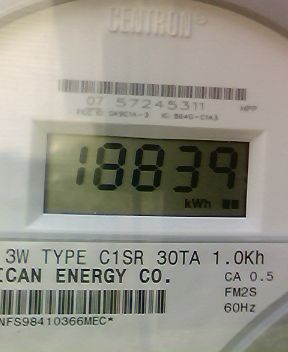 CENTRON®
07 57245311 MPP
18839
kWh
3W TYPE C1SR 30TA 1.0Kh
ICAN ENERGY CO. CA 0.5
FM2S
NFS98410366MEC* 60Hz